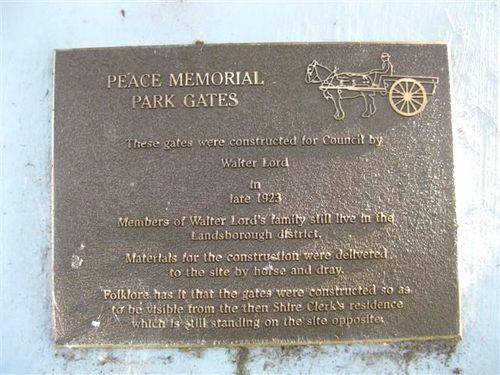 PEACE MEMORIAL
PARK GATES
These gates were constructed for Council by
Walter Lord
in
late 1923
Members of Walter Lord's family still live in the
Landsborough district.
Materials for the construction were delivered
to the site by horse and dray.
Folklore has it that the gates were constructed so as
to be visible from the then Shire Clerk's residence
which is still standing on the site opposite.